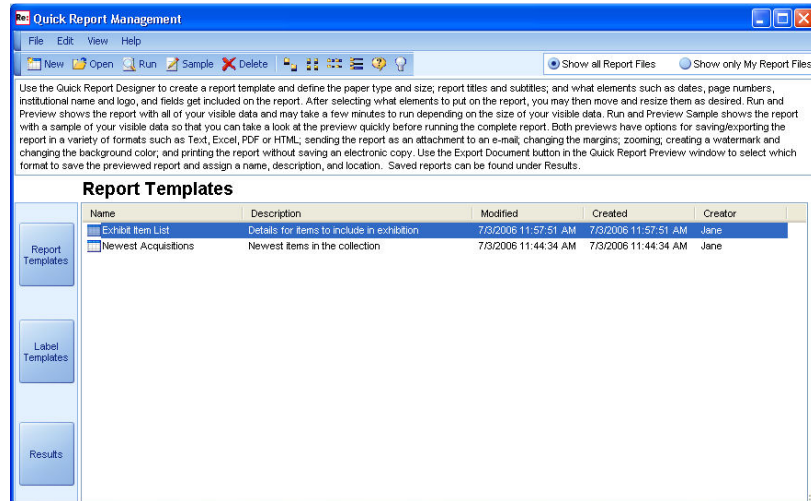 Re: Quick Report Management
File Edit View Help
New Open Run Sample Delete Show all Report Files Show only My Report Files
Use the Quick Report Designer to create a report template and define the paper type and size; report titles and subtitles; and what elements such as dates, page numbers,
institutional name and logo, and fields get included on the report. After selecting what elements to put on the report, you may then move and resize them as desired. Run and
Preview shows the report with all of your visible data and may take a few minutes to run depending on the size of your visible data. Run and Preview Sample shows the report
with a sample of your visible data so that you can take a look at the preview quickly before running the complete report. Both previews have options for saving/exporting the
report in a variety of formats such as Text, Excel, PDF or HTML; sending the report as an attachment to an e-mail; changing the margins; zooming; creating a watermark and
changing the background color; and printing the report without saving an electronic copy. Use the Export Document button in the Quick Report Preview window to select which
format to save the previewed report and assign a name, description, and location. Saved reports can be found under Results.
Report Templates
Name Description Modified Created Creator
Exhibit Item List Details for items to include in exhibition 7/3/2006 11:57:51 AM 7/3/2006 11:57:51 AM Jane
Newest Acquisitions Newest items in the collection 7/3/2006 11:44:34 AM 7/3/2006 11:44:34 AM Jane
Report
Templates
Label
Templates
Results